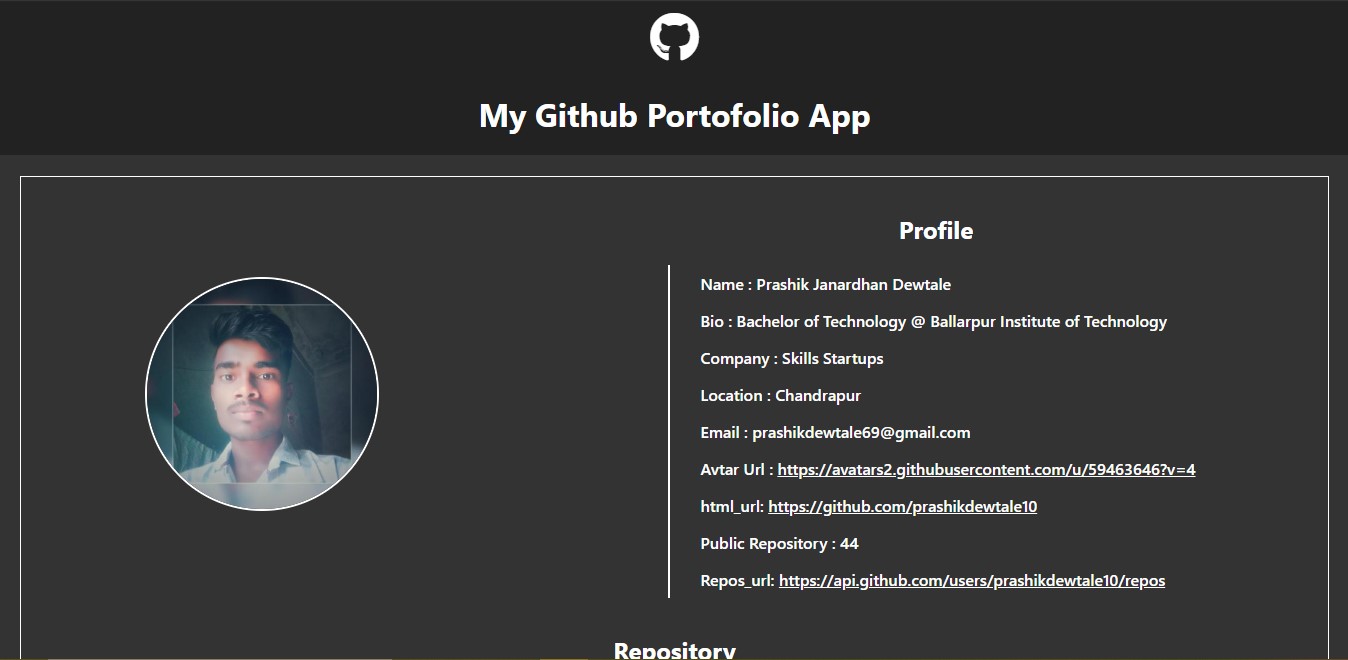 My Github Portofolio App
Profile
Name : Prashik Janardhan Dewtale
Bio : Bachelor of Technology @ Ballarpur Institute of Technology
Company : Skills Startups
Location : Chandrapur
Email : prashikdewtale69@gmail.com
Avtar Url : https://avatars2.githubusercontent.com/u/59463646?v=4
html_url: https://github.com/prashikdewtale10
Public Repository : 44
Repos_url: https://api.github.com/users/prashikdewtale10/repos
Repository